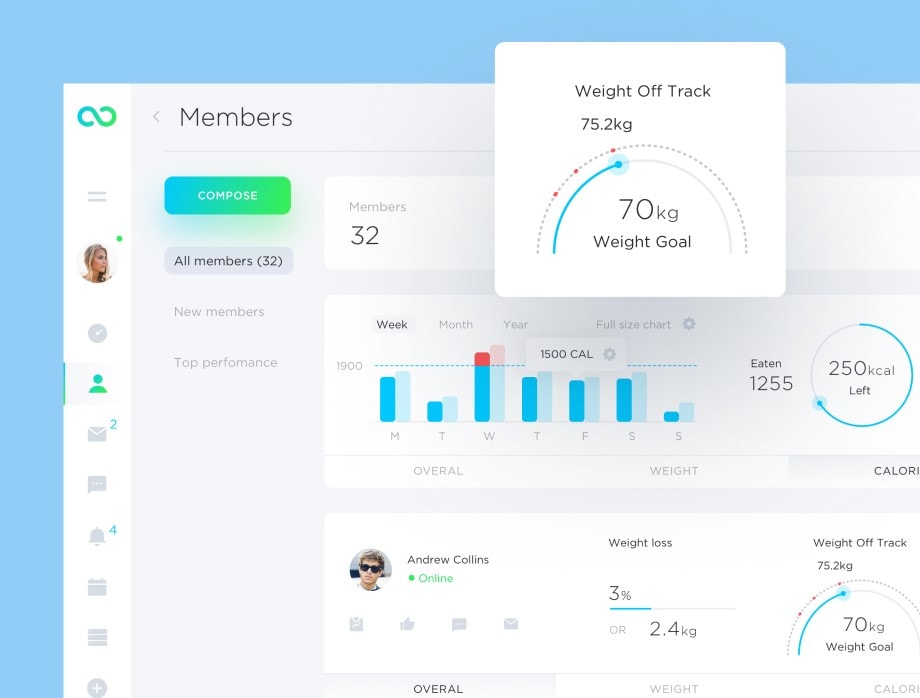 Weight Off Track
75.2kg
70kg
Weight Goal
Members
COMPOSE
All members (32)
New members
Top perfomance
2
4
Members
32
Week Month Year Full size chart
1900
1500 CAL
M T W T F S S
Eaten
1255
250kcal
Left
OVERAL WEIGHT CALORI
Andrew Collins
Online
Weight loss
3%
OR 2.4kg
Weight Off Track
75.2kg
70kg
Weight Goal
OVERAL WEIGHT CALORI